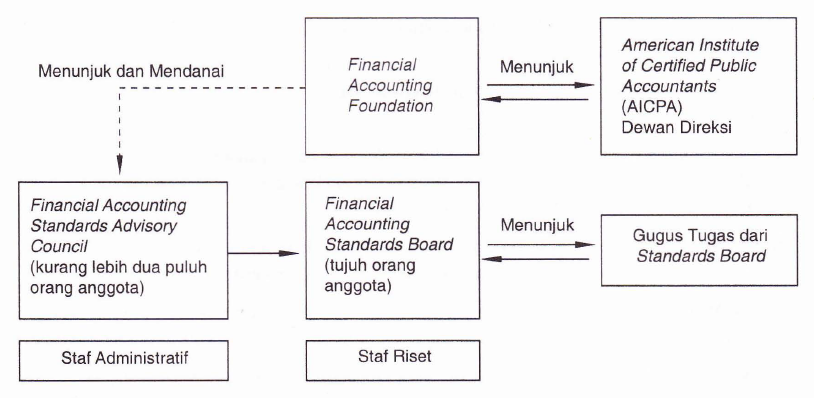 Menunjuk dan Mendanai
Financial
Accounting
Foundation
Menunjuk
American Institute
of Certified Public
Accountants
(AICPA)
Dewan Direksi
Financial Accounting
Standards Advisory
Council
(kurang lebih dua puluh
orang anggota)
Financial
Accounting
Standards Board
(tujuh orang
anggota)
Menunjuk
Gugus Tugas dari
Standards Board
Staf Administratif
Staf Riset